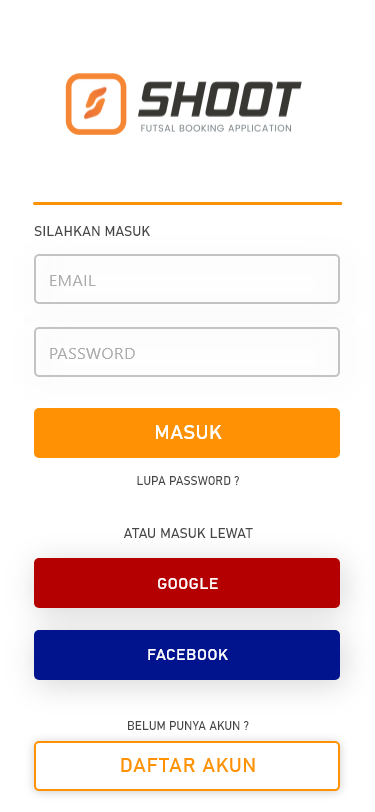 SHOOT
FUTSAL BOOKING APPLICATION
SILAHKAN MASUK
EMAIL
PASSWORD
MASUK
LUPA PASSWORD ?
ATAU MASUK LEWAT
GOOGLE
FACEBOOK
BELUM PUNYA AKUN ?
DAFTAR AKUN